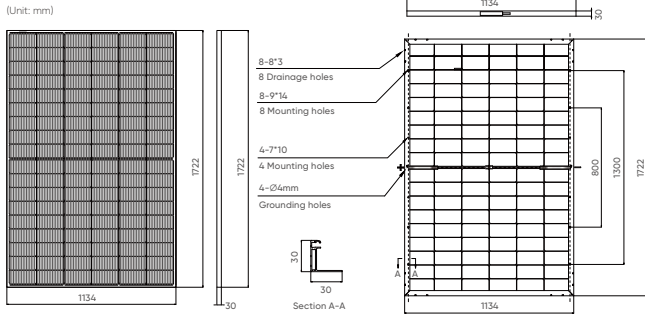 (Unit: mm)
1134
30
8-8*3
8 Drainage holes
8-9*14
8 Mounting holes
4-7*10
4 Mounting holes
4-Ø4mm
Grounding holes
1722
1722
800
1300
1722
30
30
Section A-A
A
A
1134
30
1134